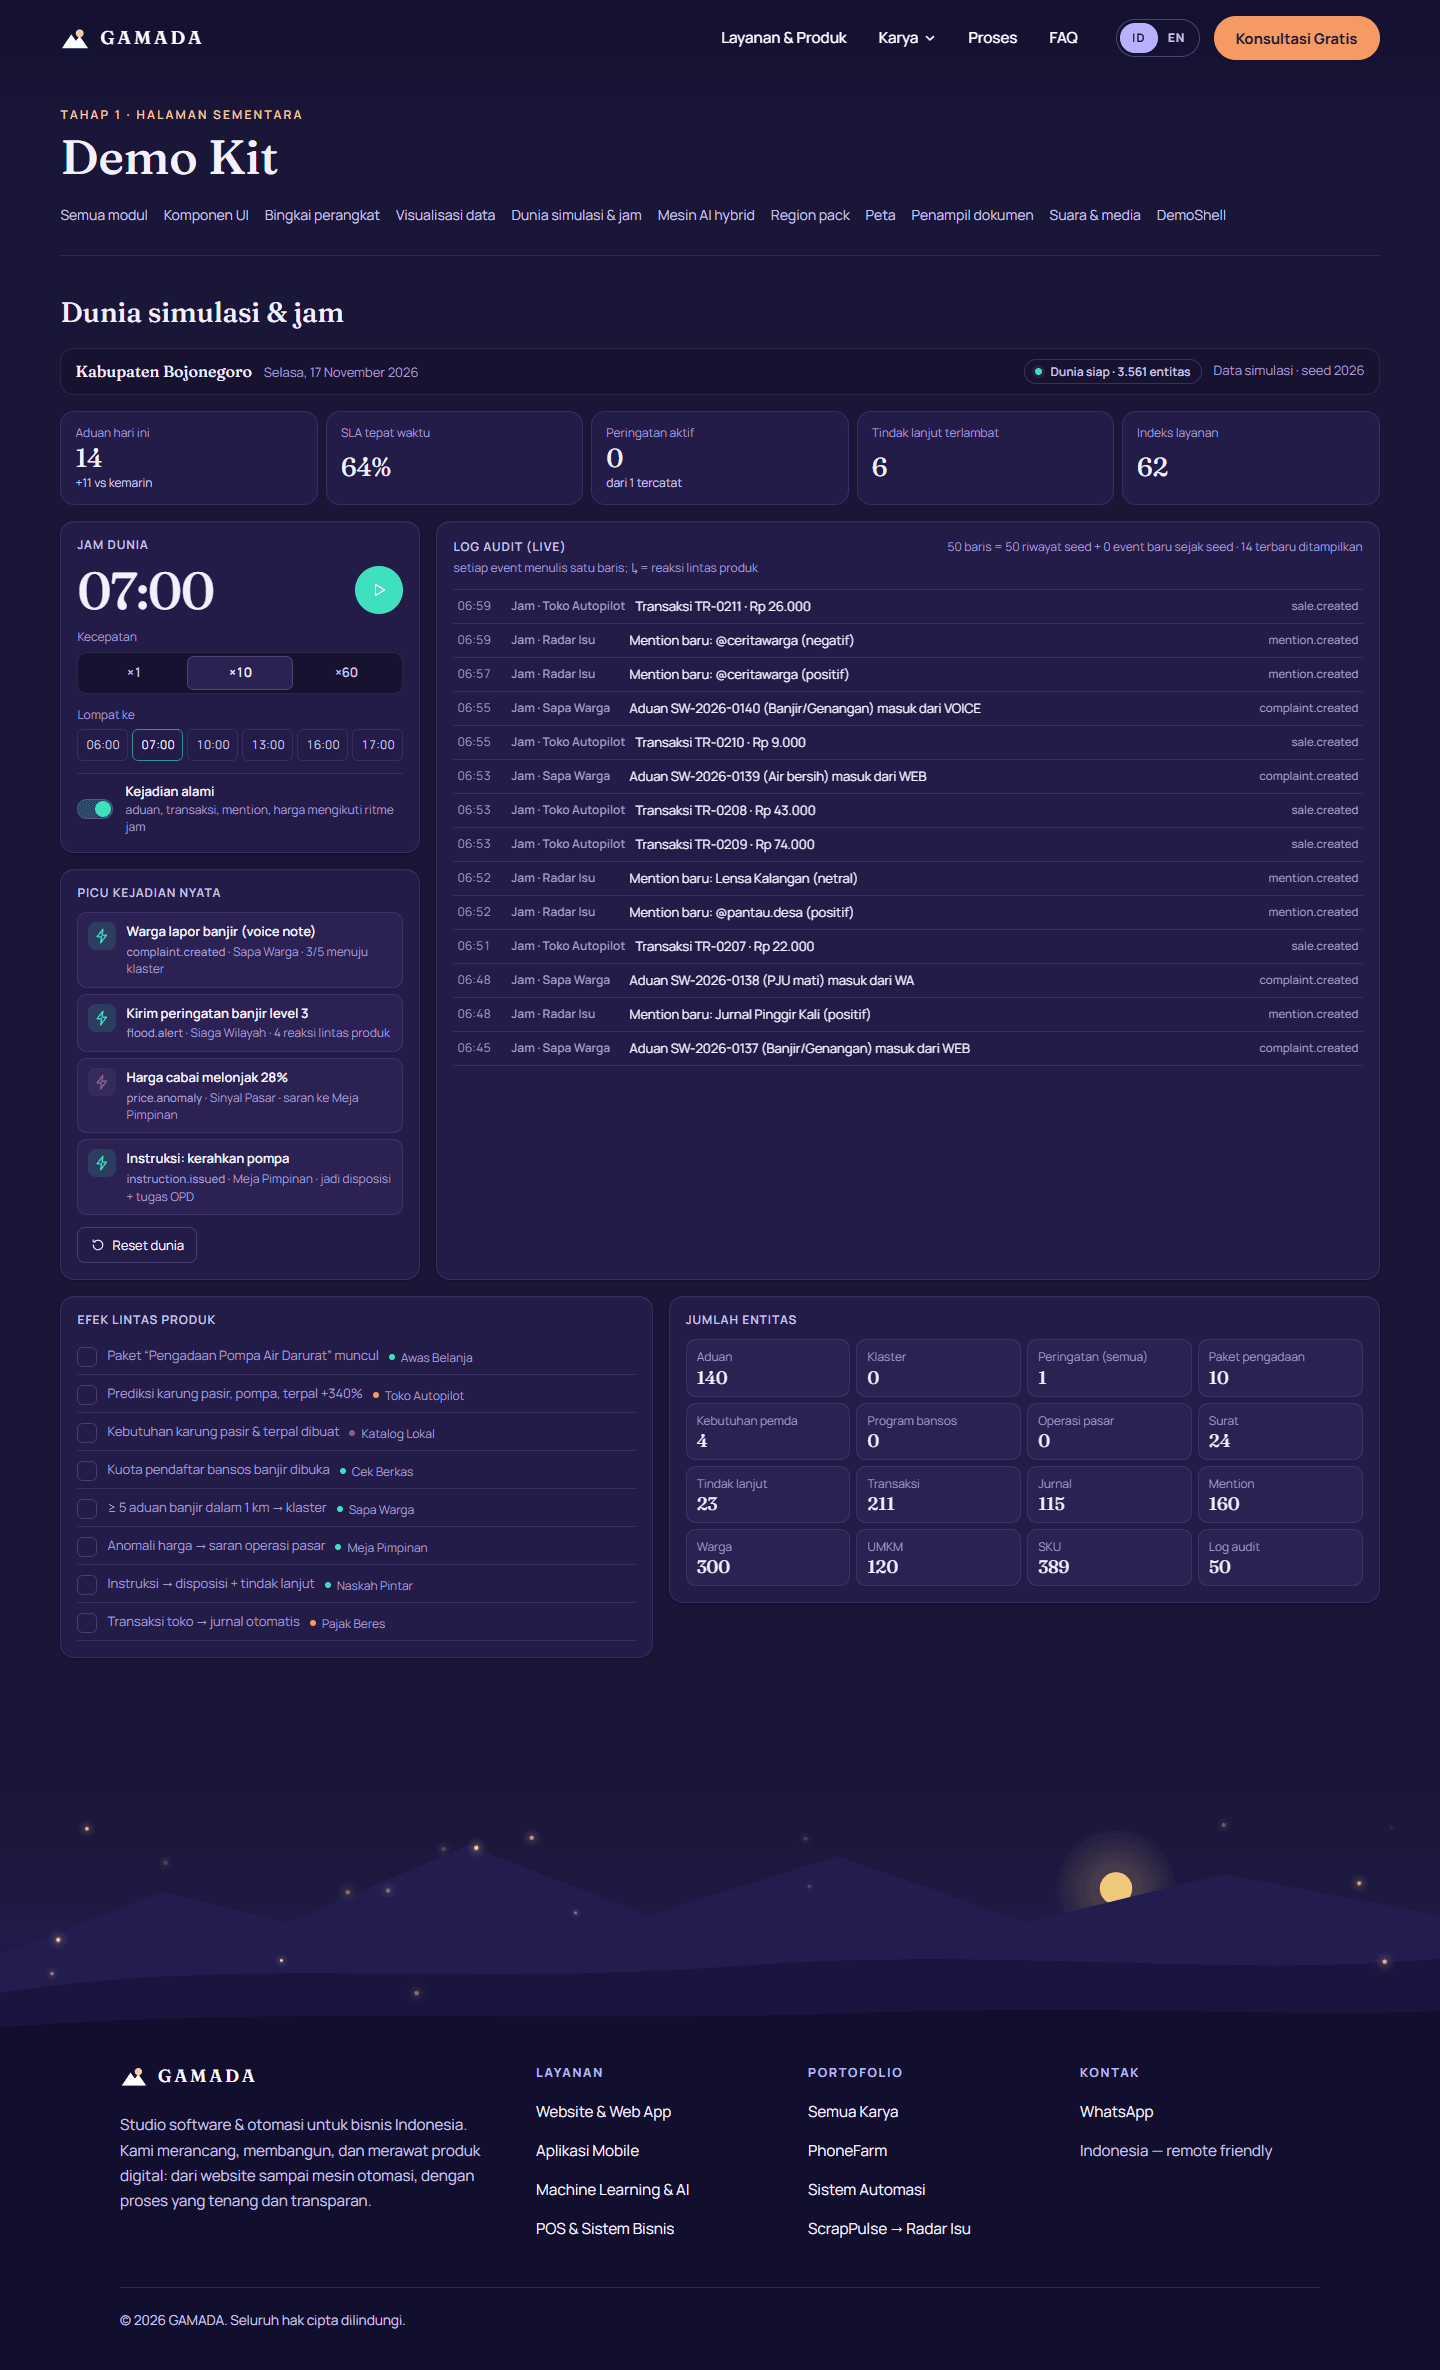 GAMADA
Layanan & Produk
Karya
Proses
FAQ
ID
EN
Konsultasi Gratis
TAHAP 1 · HALAMAN SEMENTARA
Demo Kit
Semua modul
Komponen UI
Bingkai perangkat
Visualisasi data
Dunia simulasi & jam
Mesin AI hybrid
Region pack
Peta
Penampil dokumen
Suara & media
DemoShell
Dunia simulasi & jam
Kabupaten Bojonegoro
Selasa, 17 November 2026
Dunia siap · 3.561 entitas
Data simulasi · seed 2026
Aduan hari ini
14
+11 vs kemarin
SLA tepat waktu
64%
Peringatan aktif
0
dari 1 tercatat
Tindak lanjut terlambat
6
Indeks layanan
62
JAM DUNIA
07:00
Kecepatan
×1
×10
×60
Lompat ke
06:00
07:00
10:00
13:00
16:00
17:00
Kejadian alami
aduan, transaksi, mention, harga mengikuti ritme
jam
PICU KEJADIAN NYATA
Warga lapor banjir (voice note)
complaint.created · Sapa Warga · 3/5 menuju
klaster
Kirim peringatan banjir level 3
flood.alert · Siaga Wilayah · 4 reaksi lintas produk
Harga cabai melonjak 28%
price.anomaly · Sinyal Pasar · saran ke Meja
Pimpinan
Instruksi: kerahkan pompa
instruction.issued · Meja Pimpinan · jadi disposisi
+ tugas OPD
Reset dunia
LOG AUDIT (LIVE)
50 baris = 50 riwayat seed + 0 event baru sejak seed · 14 terbaru ditampilkan
setiap event menulis satu baris; ↳ = reaksi lintas produk
06:59 Jam · Toko Autopilot Transaksi TR-0211 · Rp 26.000 sale.created
06:59 Jam · Radar Isu Mention baru: @ceritawarga (negatif) mention.created
06:57 Jam · Radar Isu Mention baru: @ceritawarga (positif) mention.created
06:55 Jam · Sapa Warga Aduan SW-2026-0140 (Banjir/Genangan) masuk dari VOICE complaint.created
06:55 Jam · Toko Autopilot Transaksi TR-0210 · Rp 9.000 sale.created
06:53 Jam · Sapa Warga Aduan SW-2026-0139 (Air bersih) masuk dari WEB complaint.created
06:53 Jam · Toko Autopilot Transaksi TR-0208 · Rp 43.000 sale.created
06:53 Jam · Toko Autopilot Transaksi TR-0209 · Rp 74.000 sale.created
06:52 Jam · Radar Isu Mention baru: Lensa Kalangan (netral) mention.created
06:52 Jam · Radar Isu Mention baru: @pantau.desa (positif) mention.created
06:51 Jam · Toko Autopilot Transaksi TR-0207 · Rp 22.000 sale.created
06:48 Jam · Sapa Warga Aduan SW-2026-0138 (PJU mati) masuk dari WA complaint.created
06:48 Jam · Radar Isu Mention baru: Jurnal Pinggir Kali (positif) mention.created
06:45 Jam · Sapa Warga Aduan SW-2026-0137 (Banjir/Genangan) masuk dari WEB complaint.created
EFEK LINTAS PRODUK
Paket “Pengadaan Pompa Air Darurat” muncul Awas Belanja
Prediksi karung pasir, pompa, terpal +340% Toko Autopilot
Kebutuhan karung pasir & terpal dibuat Katalog Lokal
Kuota pendaftar bansos banjir dibuka Cek Berkas
≥ 5 aduan banjir dalam 1 km → klaster Sapa Warga
Anomali harga → saran operasi pasar Meja Pimpinan
Instruksi → disposisi + tindak lanjut Naskah Pintar
Transaksi toko → jurnal otomatis Pajak Beres
JUMLAH ENTITAS
Aduan
140
Klaster
0
Peringatan (semua)
1
Paket pengadaan
10
Kebutuhan pemda
4
Program bansos
0
Operasi pasar
0
Surat
24
Tindak lanjut
23
Transaksi
211
Jurnal
115
Mention
160
Warga
300
UMKM
120
SKU
389
Log audit
50
GAMADA
Studio software & otomasi untuk bisnis Indonesia.
Kami merancang, membangun, dan merawat produk
digital: dari website sampai mesin otomasi, dengan
proses yang tenang dan transparan.
LAYANAN
Website & Web App
Aplikasi Mobile
Machine Learning & AI
POS & Sistem Bisnis
PORTOFOLIO
Semua Karya
PhoneFarm
Sistem Automasi
ScrapPulse → Radar Isu
KONTAK
WhatsApp
Indonesia — remote friendly
© 2026 GAMADA. Seluruh hak cipta dilindungi.